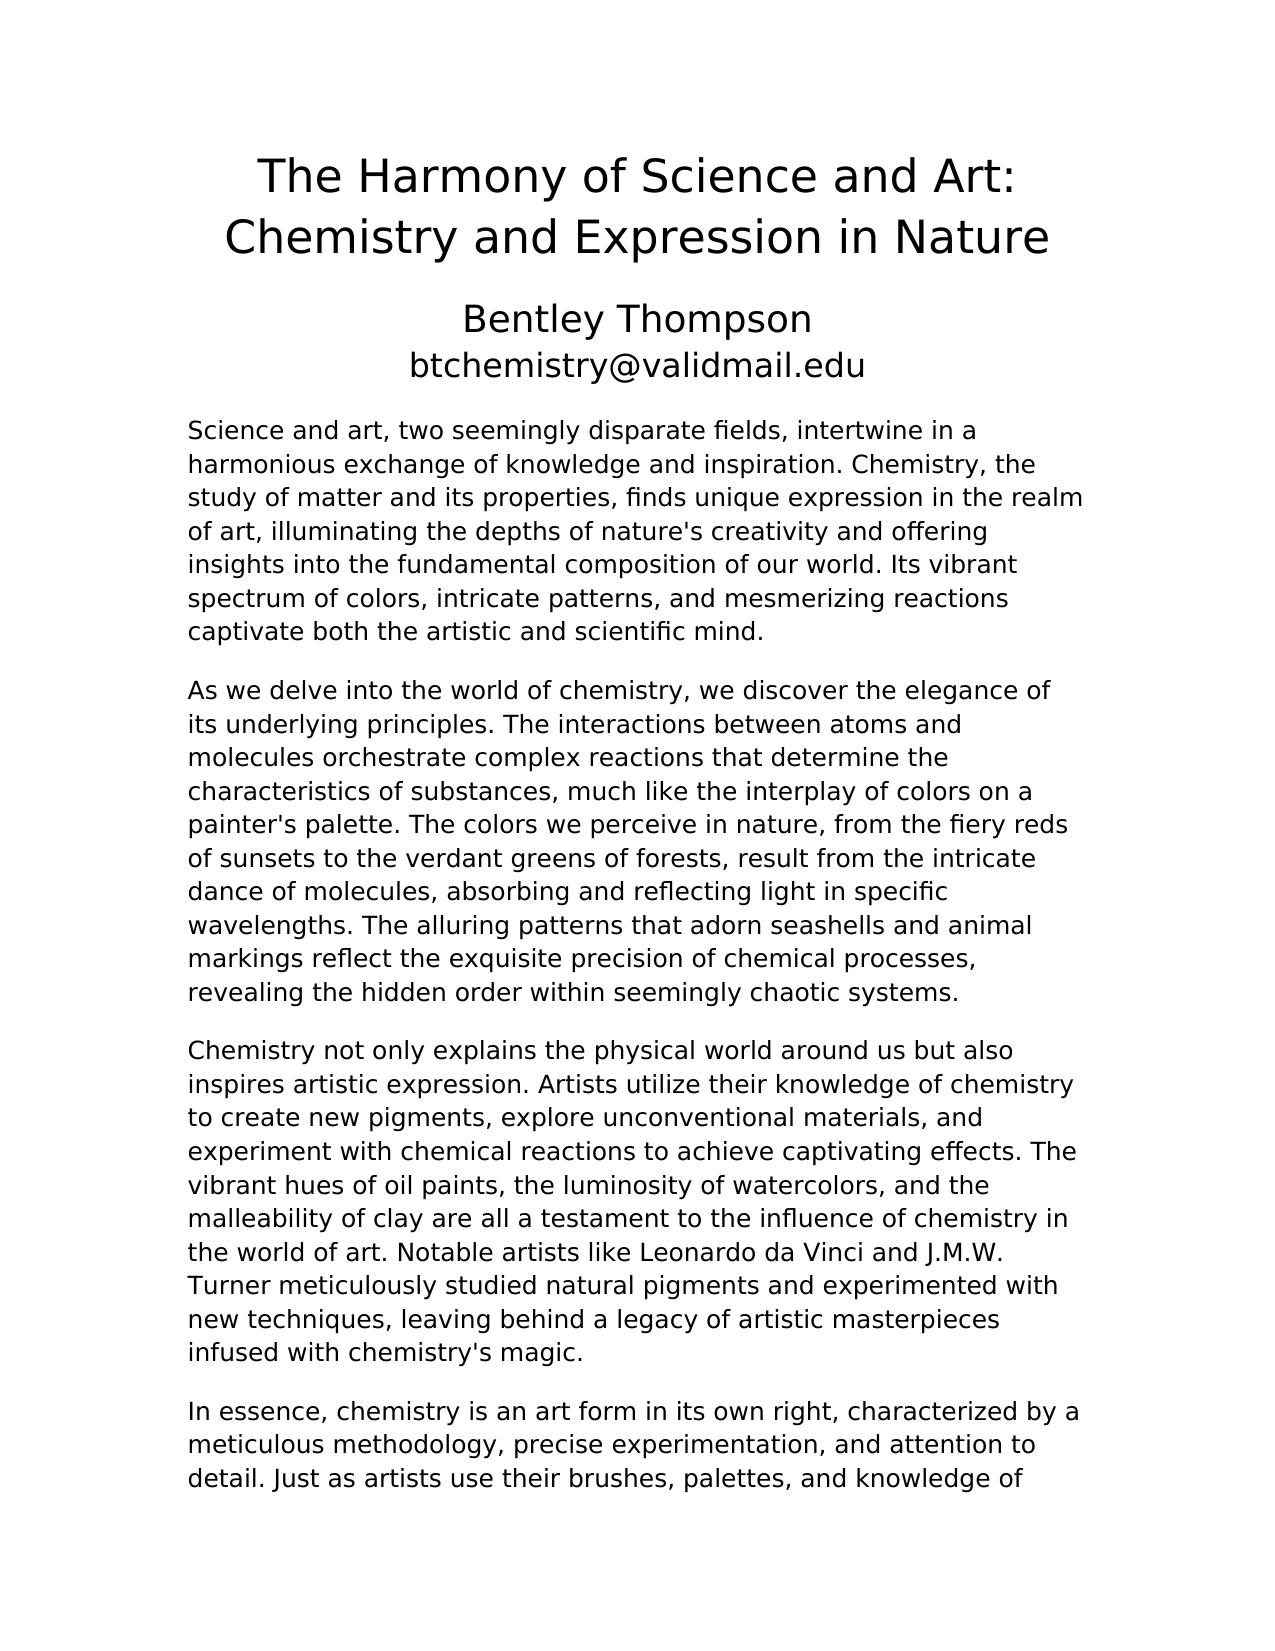 The Harmony of Science and Art:
Chemistry and Expression in Nature
Bentley Thompson
btchemistry@validmail.edu
Science and art, two seemingly disparate fields, intertwine in a
harmonious exchange of knowledge and inspiration. Chemistry, the
study of matter and its properties, finds unique expression in the realm
of art, illuminating the depths of nature's creativity and offering
insights into the fundamental composition of our world. Its vibrant
spectrum of colors, intricate patterns, and mesmerizing reactions
captivate both the artistic and scientific mind.
As we delve into the world of chemistry, we discover the elegance of
its underlying principles. The interactions between atoms and
molecules orchestrate complex reactions that determine the
characteristics of substances, much like the interplay of colors on a
painter's palette. The colors we perceive in nature, from the fiery reds
of sunsets to the verdant greens of forests, result from the intricate
dance of molecules, absorbing and reflecting light in specific
wavelengths. The alluring patterns that adorn seashells and animal
markings reflect the exquisite precision of chemical processes,
revealing the hidden order within seemingly chaotic systems.
Chemistry not only explains the physical world around us but also
inspires artistic expression. Artists utilize their knowledge of chemistry
to create new pigments, explore unconventional materials, and
experiment with chemical reactions to achieve captivating effects. The
vibrant hues of oil paints, the luminosity of watercolors, and the
malleability of clay are all a testament to the influence of chemistry in
the world of art. Notable artists like Leonardo da Vinci and J.M.W.
Turner meticulously studied natural pigments and experimented with
new techniques, leaving behind a legacy of artistic masterpieces
infused with chemistry's magic.
In essence, chemistry is an art form in its own right, characterized by a
meticulous methodology, precise experimentation, and attention to
detail. Just as artists use their brushes, palettes, and knowledge of